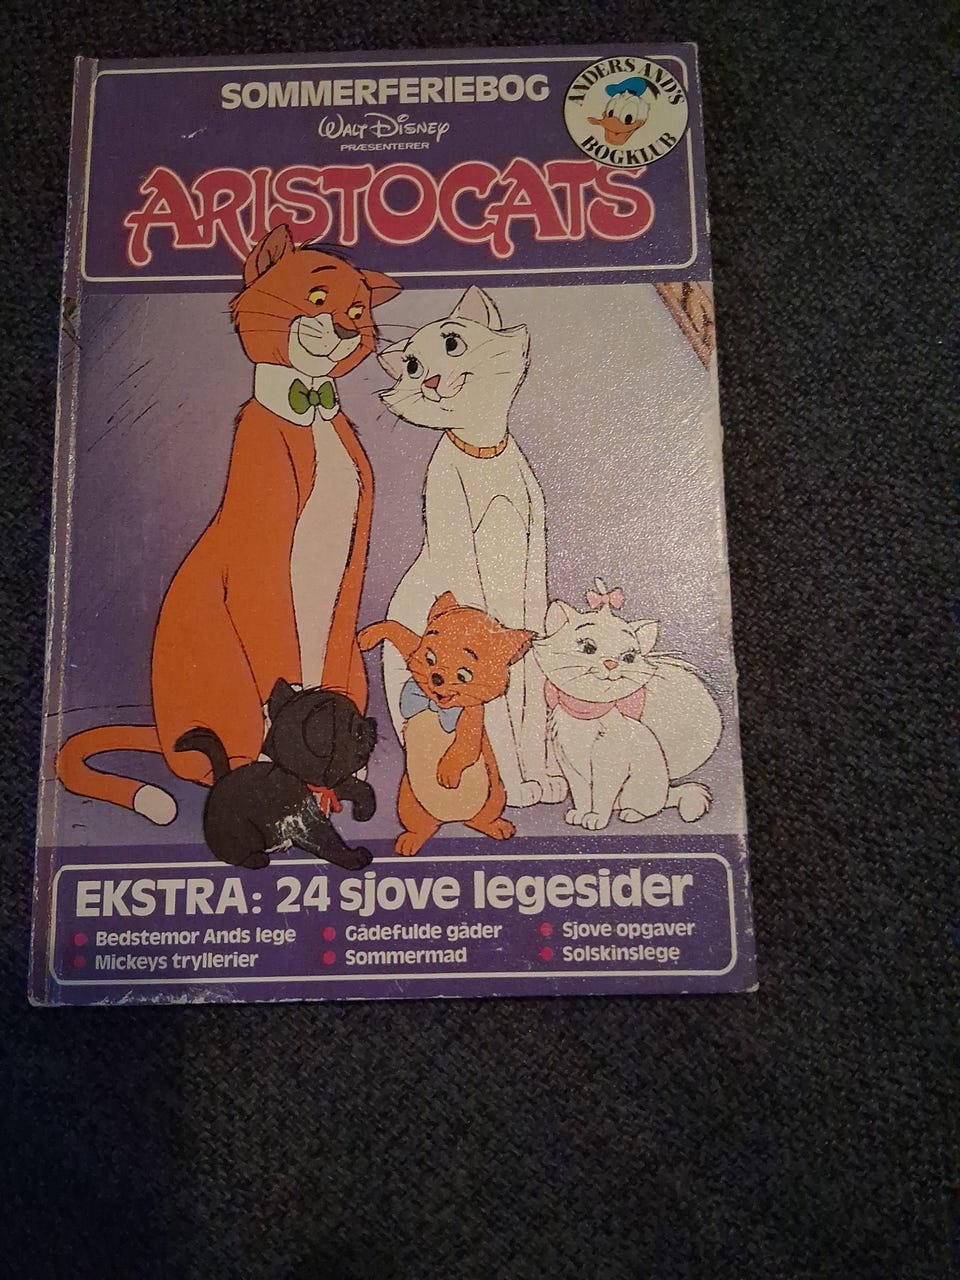 SOMMERFERIEBOG
ANDERS AND'S
BOGKLUB
WALT DISNEY
PRÆSENTERER
ARISTOCATS
EKSTRA: 24 sjove legesider
Bedstemor Ands lege
Gådefulde gåder
Sjove opgaver
Mickeys tryllerier
Sommermad
Solskinslege